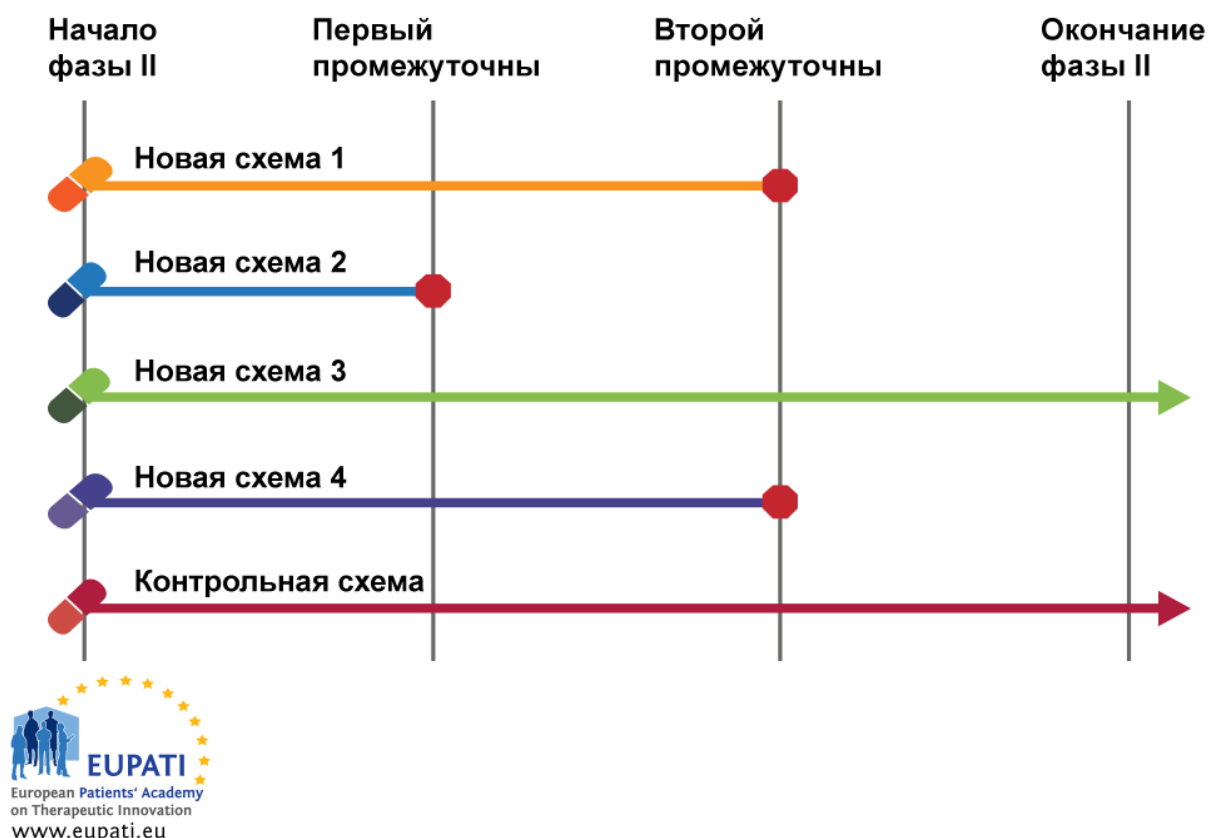 Начало
фазы II
Первый
промежуточны
Второй
промежуточны
Окончание
фазы II
Новая схема 1
Новая схема 2
Новая схема 3
Новая схема 4
Контрольная схема
EUPATI
European Patients' Academy
on Therapeutic Innovation
www.eupati.eu